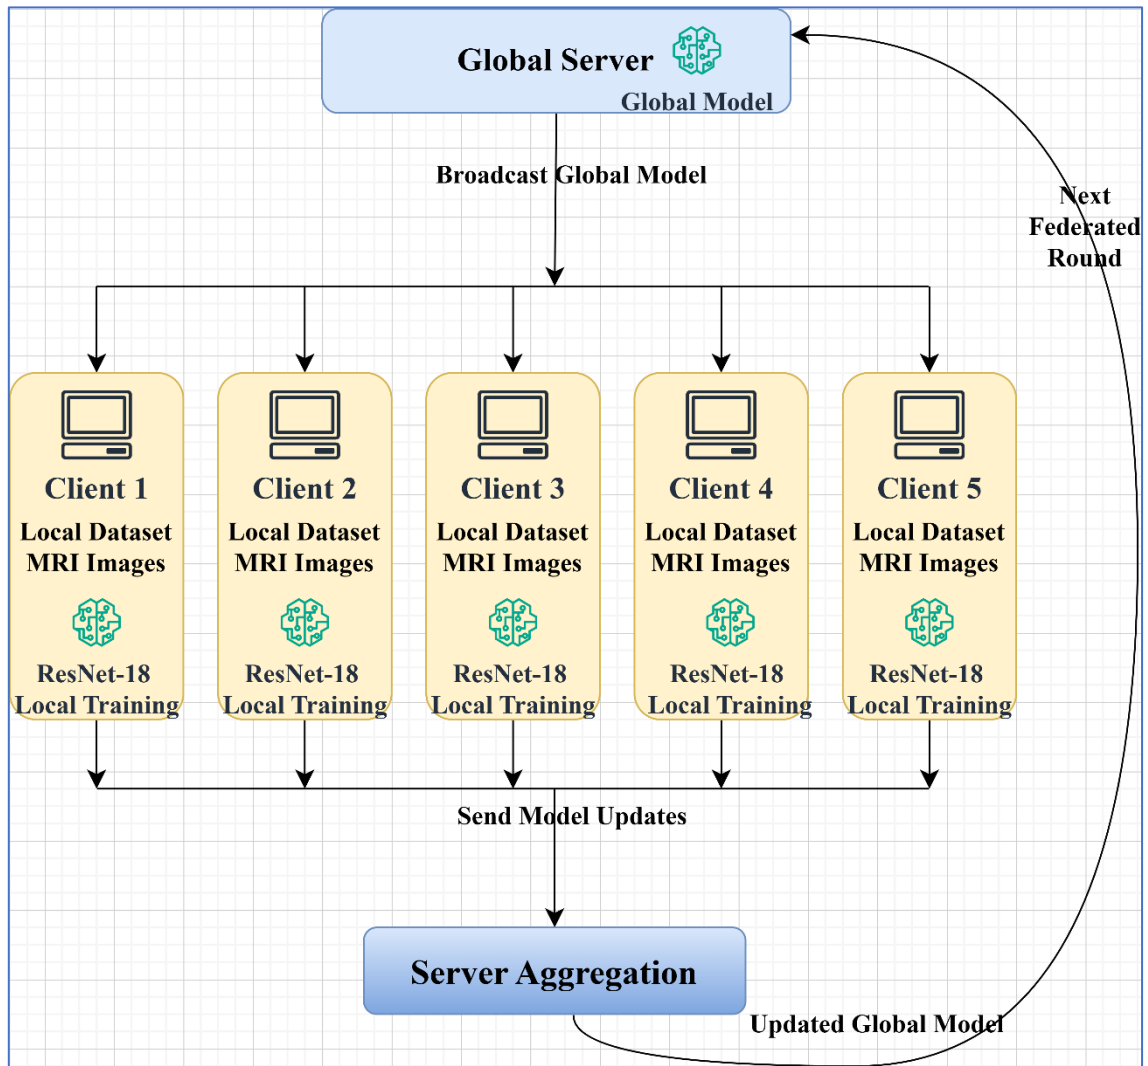 Global Server
Global Model
Broadcast Global Model
Next
Federated
Round
Client 1
Local Dataset
MRI Images
ResNet-18
Local Training
Client 2
Local Dataset
MRI Images
ResNet-18
Local Training
Client 3
Local Dataset
MRI Images
ResNet-18
Local Training
Client 4
Local Dataset
MRI Images
ResNet-18
Local Training
Client 5
Local Dataset
MRI Images
ResNet-18
Local Training
Send Model Updates
Server Aggregation
Updated Global Model